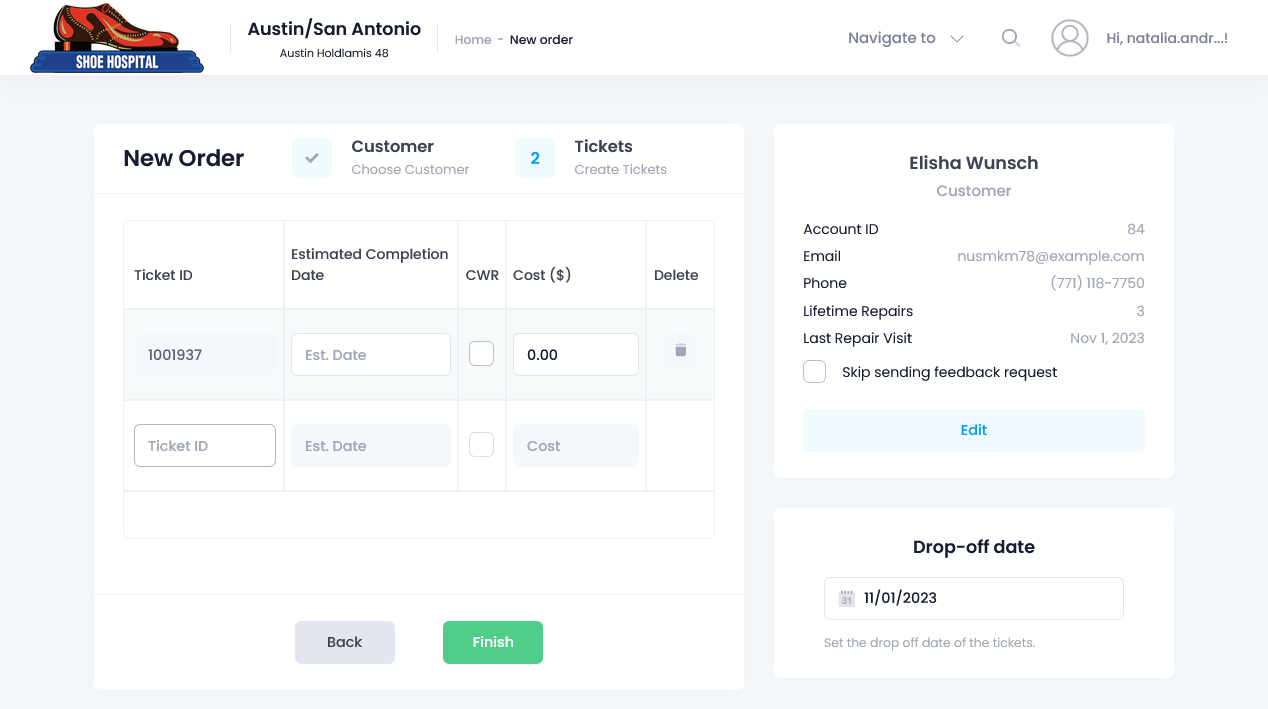 SHOE HOSPITAL
Austin/San Antonio
Austin Holdlamis 48
Home - New order
Navigate to
Hi, natalia.andr...!
New Order
Customer
Choose Customer
2
Tickets
Create Tickets
Ticket ID
Estimated Completion
Date
CWR
Cost ($)
Delete
1001937
Est. Date
0.00
Ticket ID
Est. Date
Cost
Back
Finish
Elisha Wunsch
Customer
Account ID 84
Email nusmkm78@example.com
Phone (771) 118-7750
Lifetime Repairs 3
Last Repair Visit Nov 1, 2023
Skip sending feedback request
Edit
Drop-off date
31 11/01/2023
Set the drop off date of the tickets.